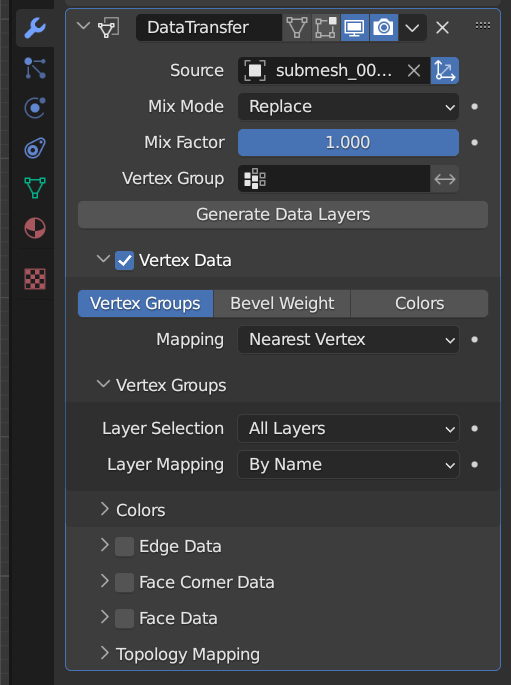 DataTransfer
Source submesh_00...
Mix Mode Replace
Mix Factor 1.000
Vertex Group
Generate Data Layers
Vertex Data
Vertex Groups Bevel Weight Colors
Mapping Nearest Vertex
Vertex Groups
Layer Selection All Layers
Layer Mapping By Name
Colors
Edge Data
Face Corner Data
Face Data
Topology Mapping